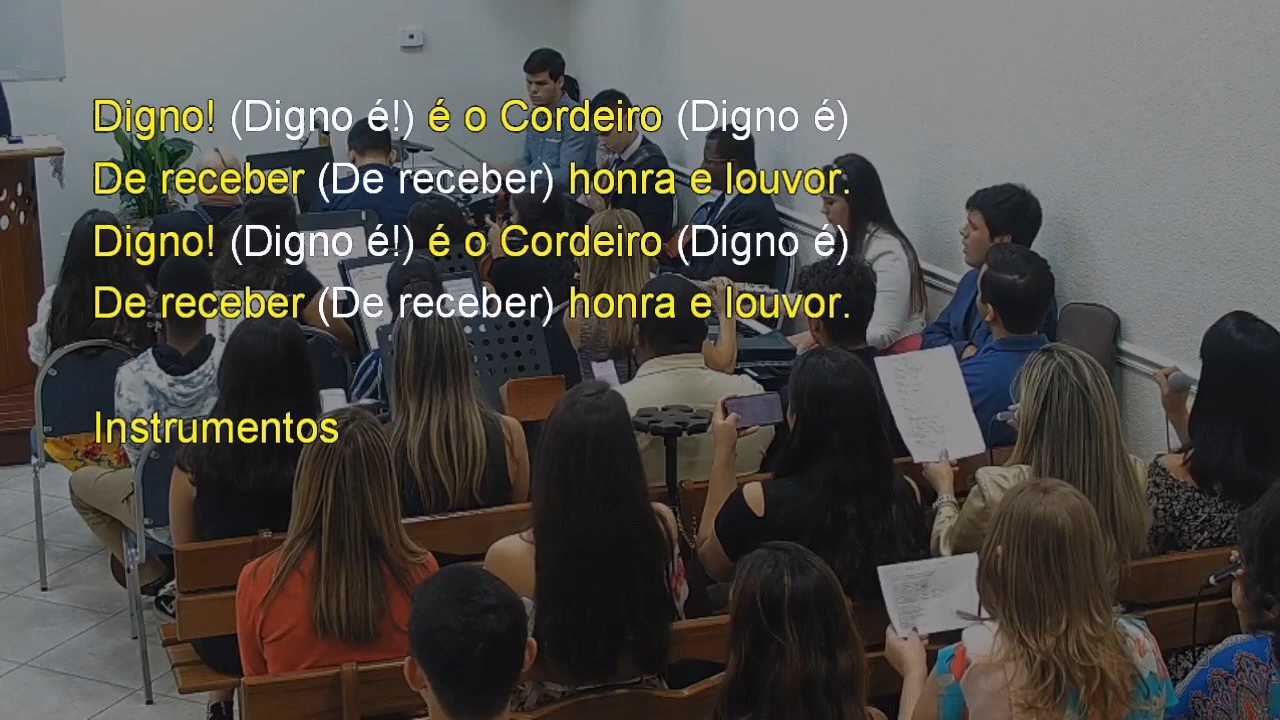 Digno! (Digno é!) é o Cordeiro (Digno é)
De receber (De receber) honra e louvor.
Digno! (Digno é!) é o Cordeiro (Digno é)
De receber (De receber) honra e louvor.
Instrumentos